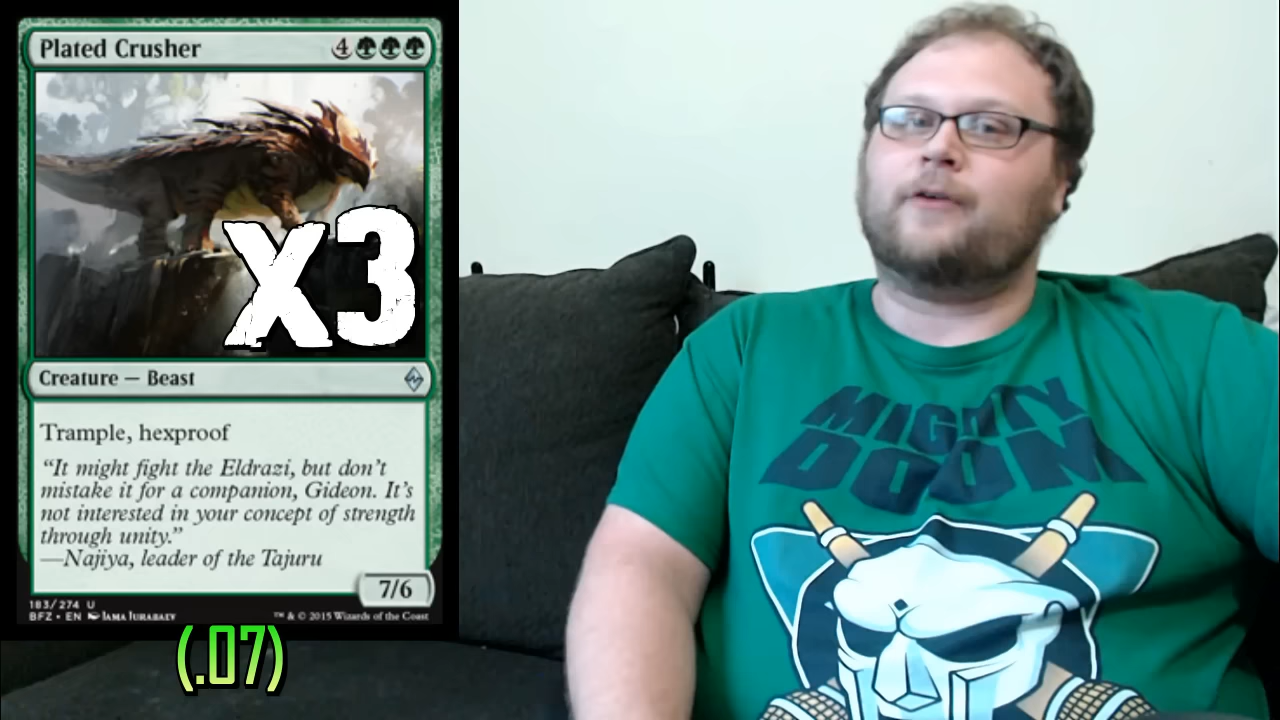 Plated Crusher 4
x3
Creature — Beast
Trample, hexproof
“It might fight the Eldrazi, but don’t
mistake it for a companion, Gideon. It’s
not interested in your concept of strength
through unity.”
—Najiya, leader of the Tajuru
7/6
183/274 U
BFZ • EN
™ & © 2015 Wizards of the Coast
(.07)
MIGHTY
DOOM